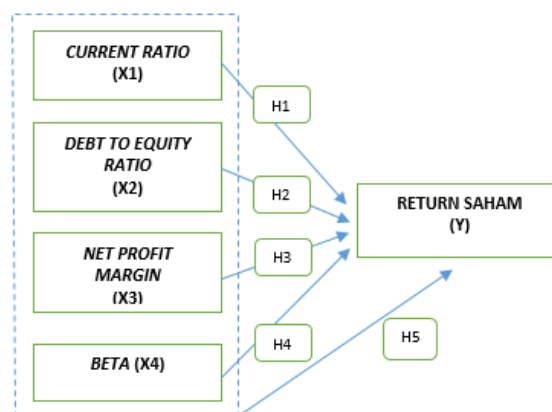 CURRENT RATIO
(X1)
H1
DEBT TO EQUITY
RATIO
(X2)
H2
RETURN SAHAM
(Y)
NET PROFIT
MARGIN
(X3)
H3
BETA (X4)
H4
H5